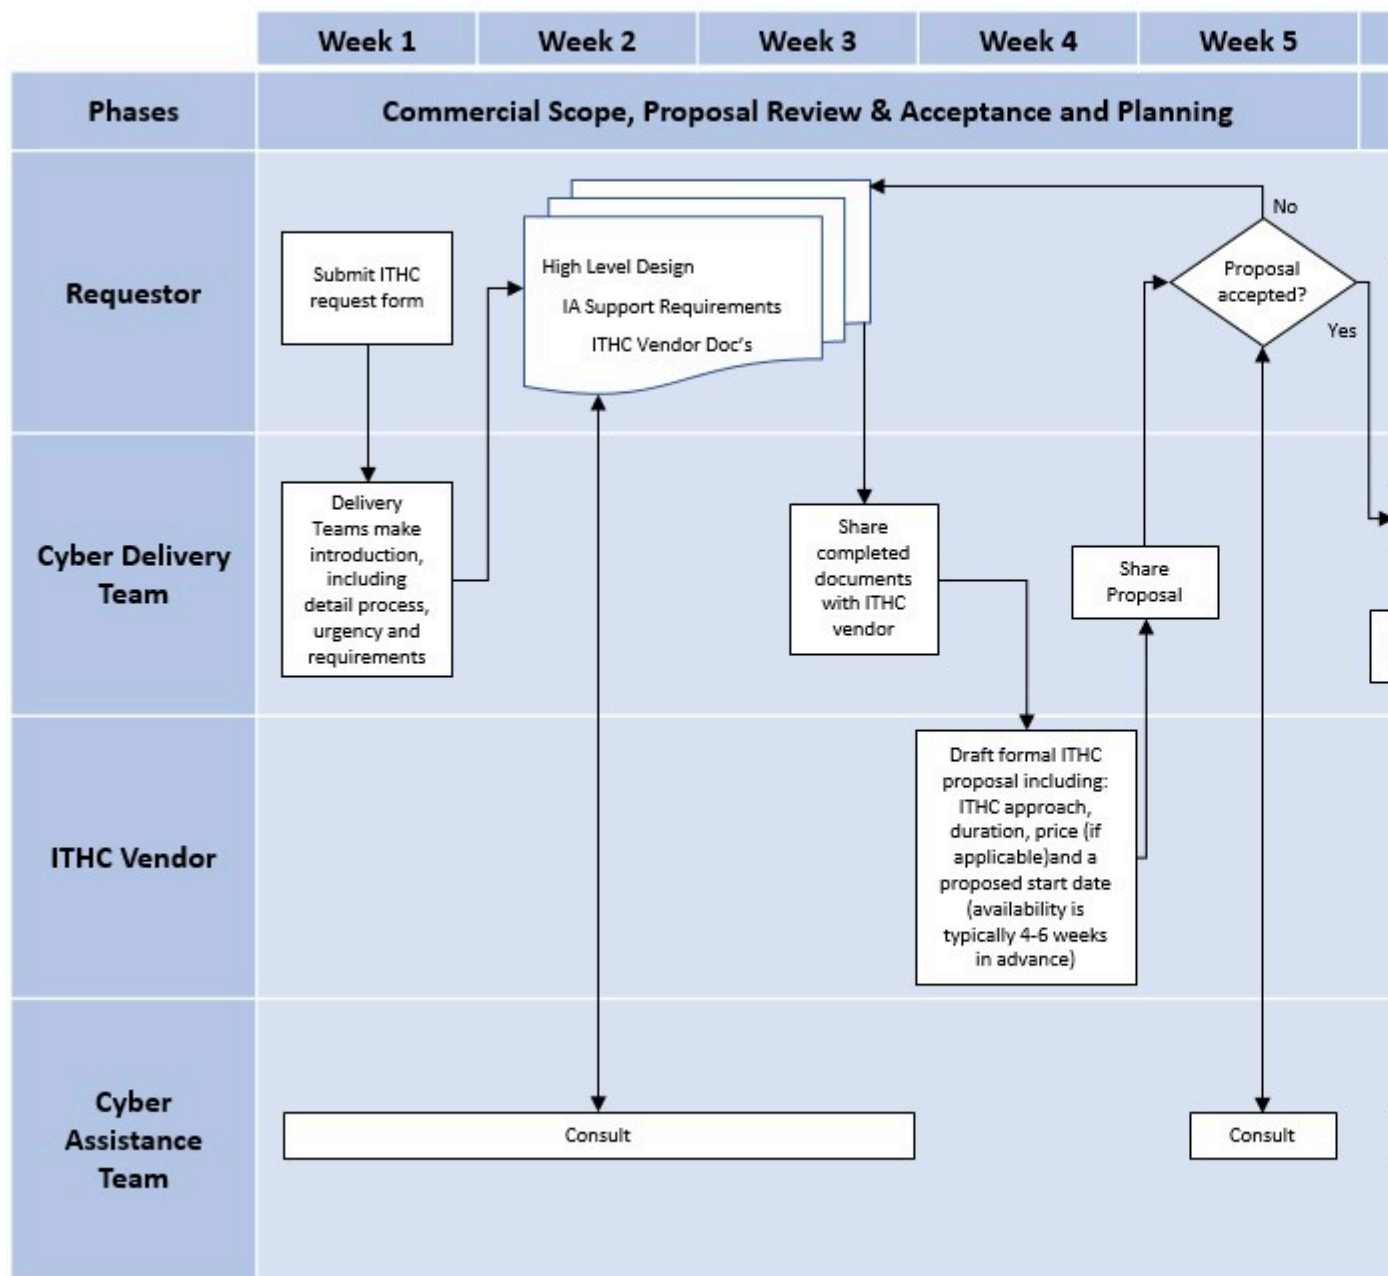 Week 1
Week 2
Week 3
Week 4
Week 5
Phases
Commercial Scope, Proposal Review & Acceptance and Planning
Requestor
Submit ITHC
request form
High Level Design
IA Support Requirements
ITHC Vendor Doc's
No
Proposal
accepted?
Yes
Cyber Delivery
Team
Delivery
Teams make
introduction,
including
detail process,
urgency and
requirements
Share
completed
documents
with ITHC
vendor
Share
Proposal
ITHC Vendor
Draft formal ITHC
proposal including:
ITHC approach,
duration, price (if
applicable)and a
proposed start date
(availability is
typically 4-6 weeks
in advance)
Cyber
Assistance
Team
Consult
Consult